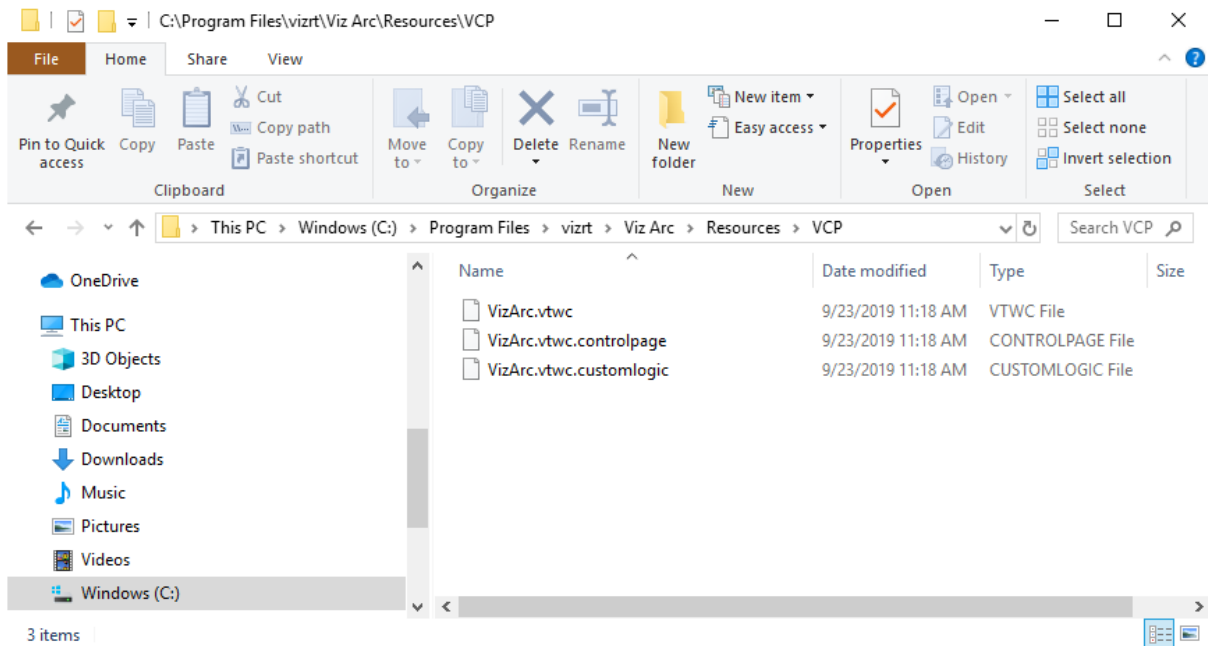 C:\Program Files\vizrt\Viz Arc\Resources\VCP
File Home Share View
Pin to Quick access
Copy
Paste
Cut
Copy path
Paste shortcut
Clipboard
Move to
Copy to
Delete
Rename
Organize
New folder
New item
Easy access
New
Properties
Open
Edit
History
Open
Select all
Select none
Invert selection
Select
This PC > Windows (C:) > Program Files > vizrt > Viz Arc > Resources > VCP
Search VCP
OneDrive
This PC
3D Objects
Desktop
Documents
Downloads
Music
Pictures
Videos
Windows (C:)
Name Date modified Type Size
VizArc.vtwc 9/23/2019 11:18 AM VTWC File
VizArc.vtwc.controlpage 9/23/2019 11:18 AM CONTROLPAGE File
VizArc.vtwc.customlogic 9/23/2019 11:18 AM CUSTOMLOGIC File
3 items